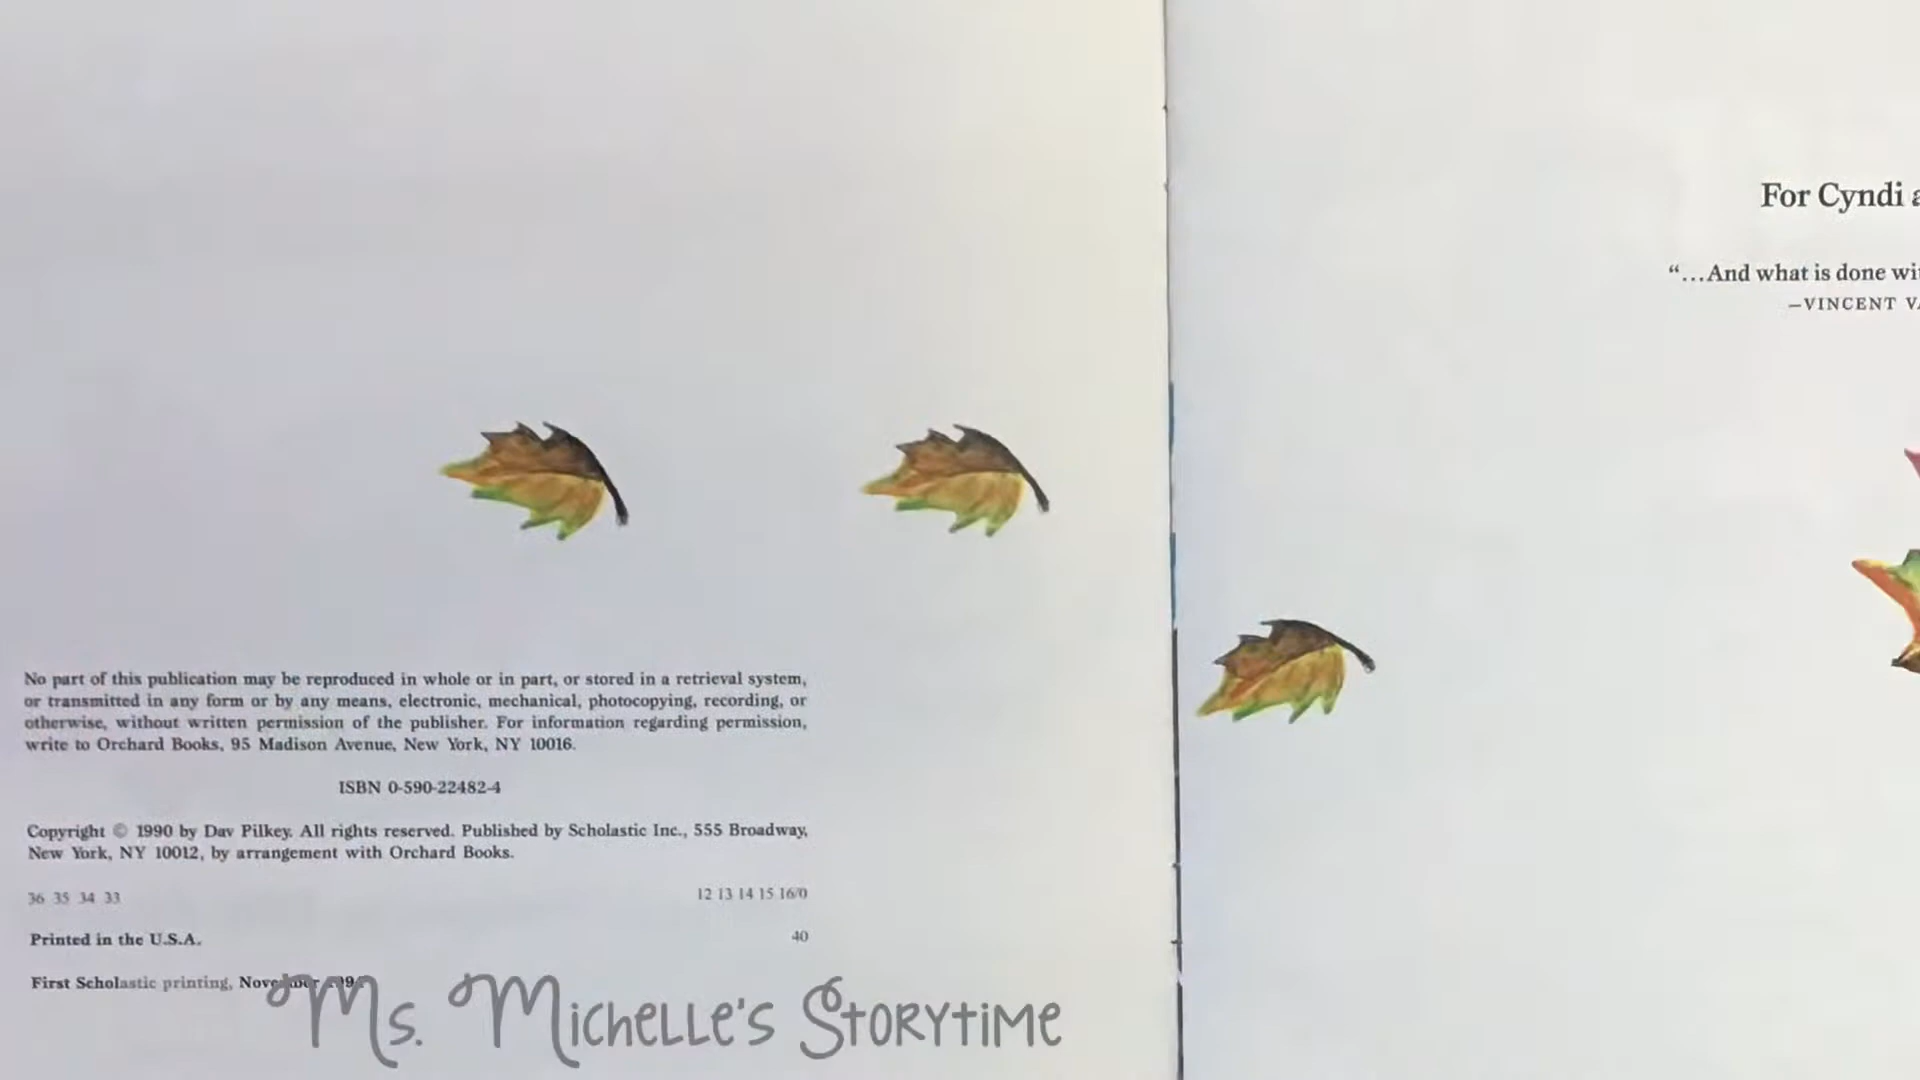 No part of this publication may be reproduced in whole or in part, or stored in a retrieval system,
or transmitted in any form or by any means, electronic, mechanical, photocopying, recording, or
otherwise, without written permission of the publisher. For information regarding permission,
write to Orchard Books, 95 Madison Avenue, New York, NY 10016.
ISBN 0-590-22482-4
Copyright © 1990 by Dav Pilkey. All rights reserved. Published by Scholastic Inc., 555 Broadway,
New York, NY 10012, by arrangement with Orchard Books.
36 35 34 33 12 13 14 15 16/0
Printed in the U.S.A. 40
First Scholastic printing, November
Ms. Michelle's Storytime
For Cyndi
“...And what is done
—VINCENT